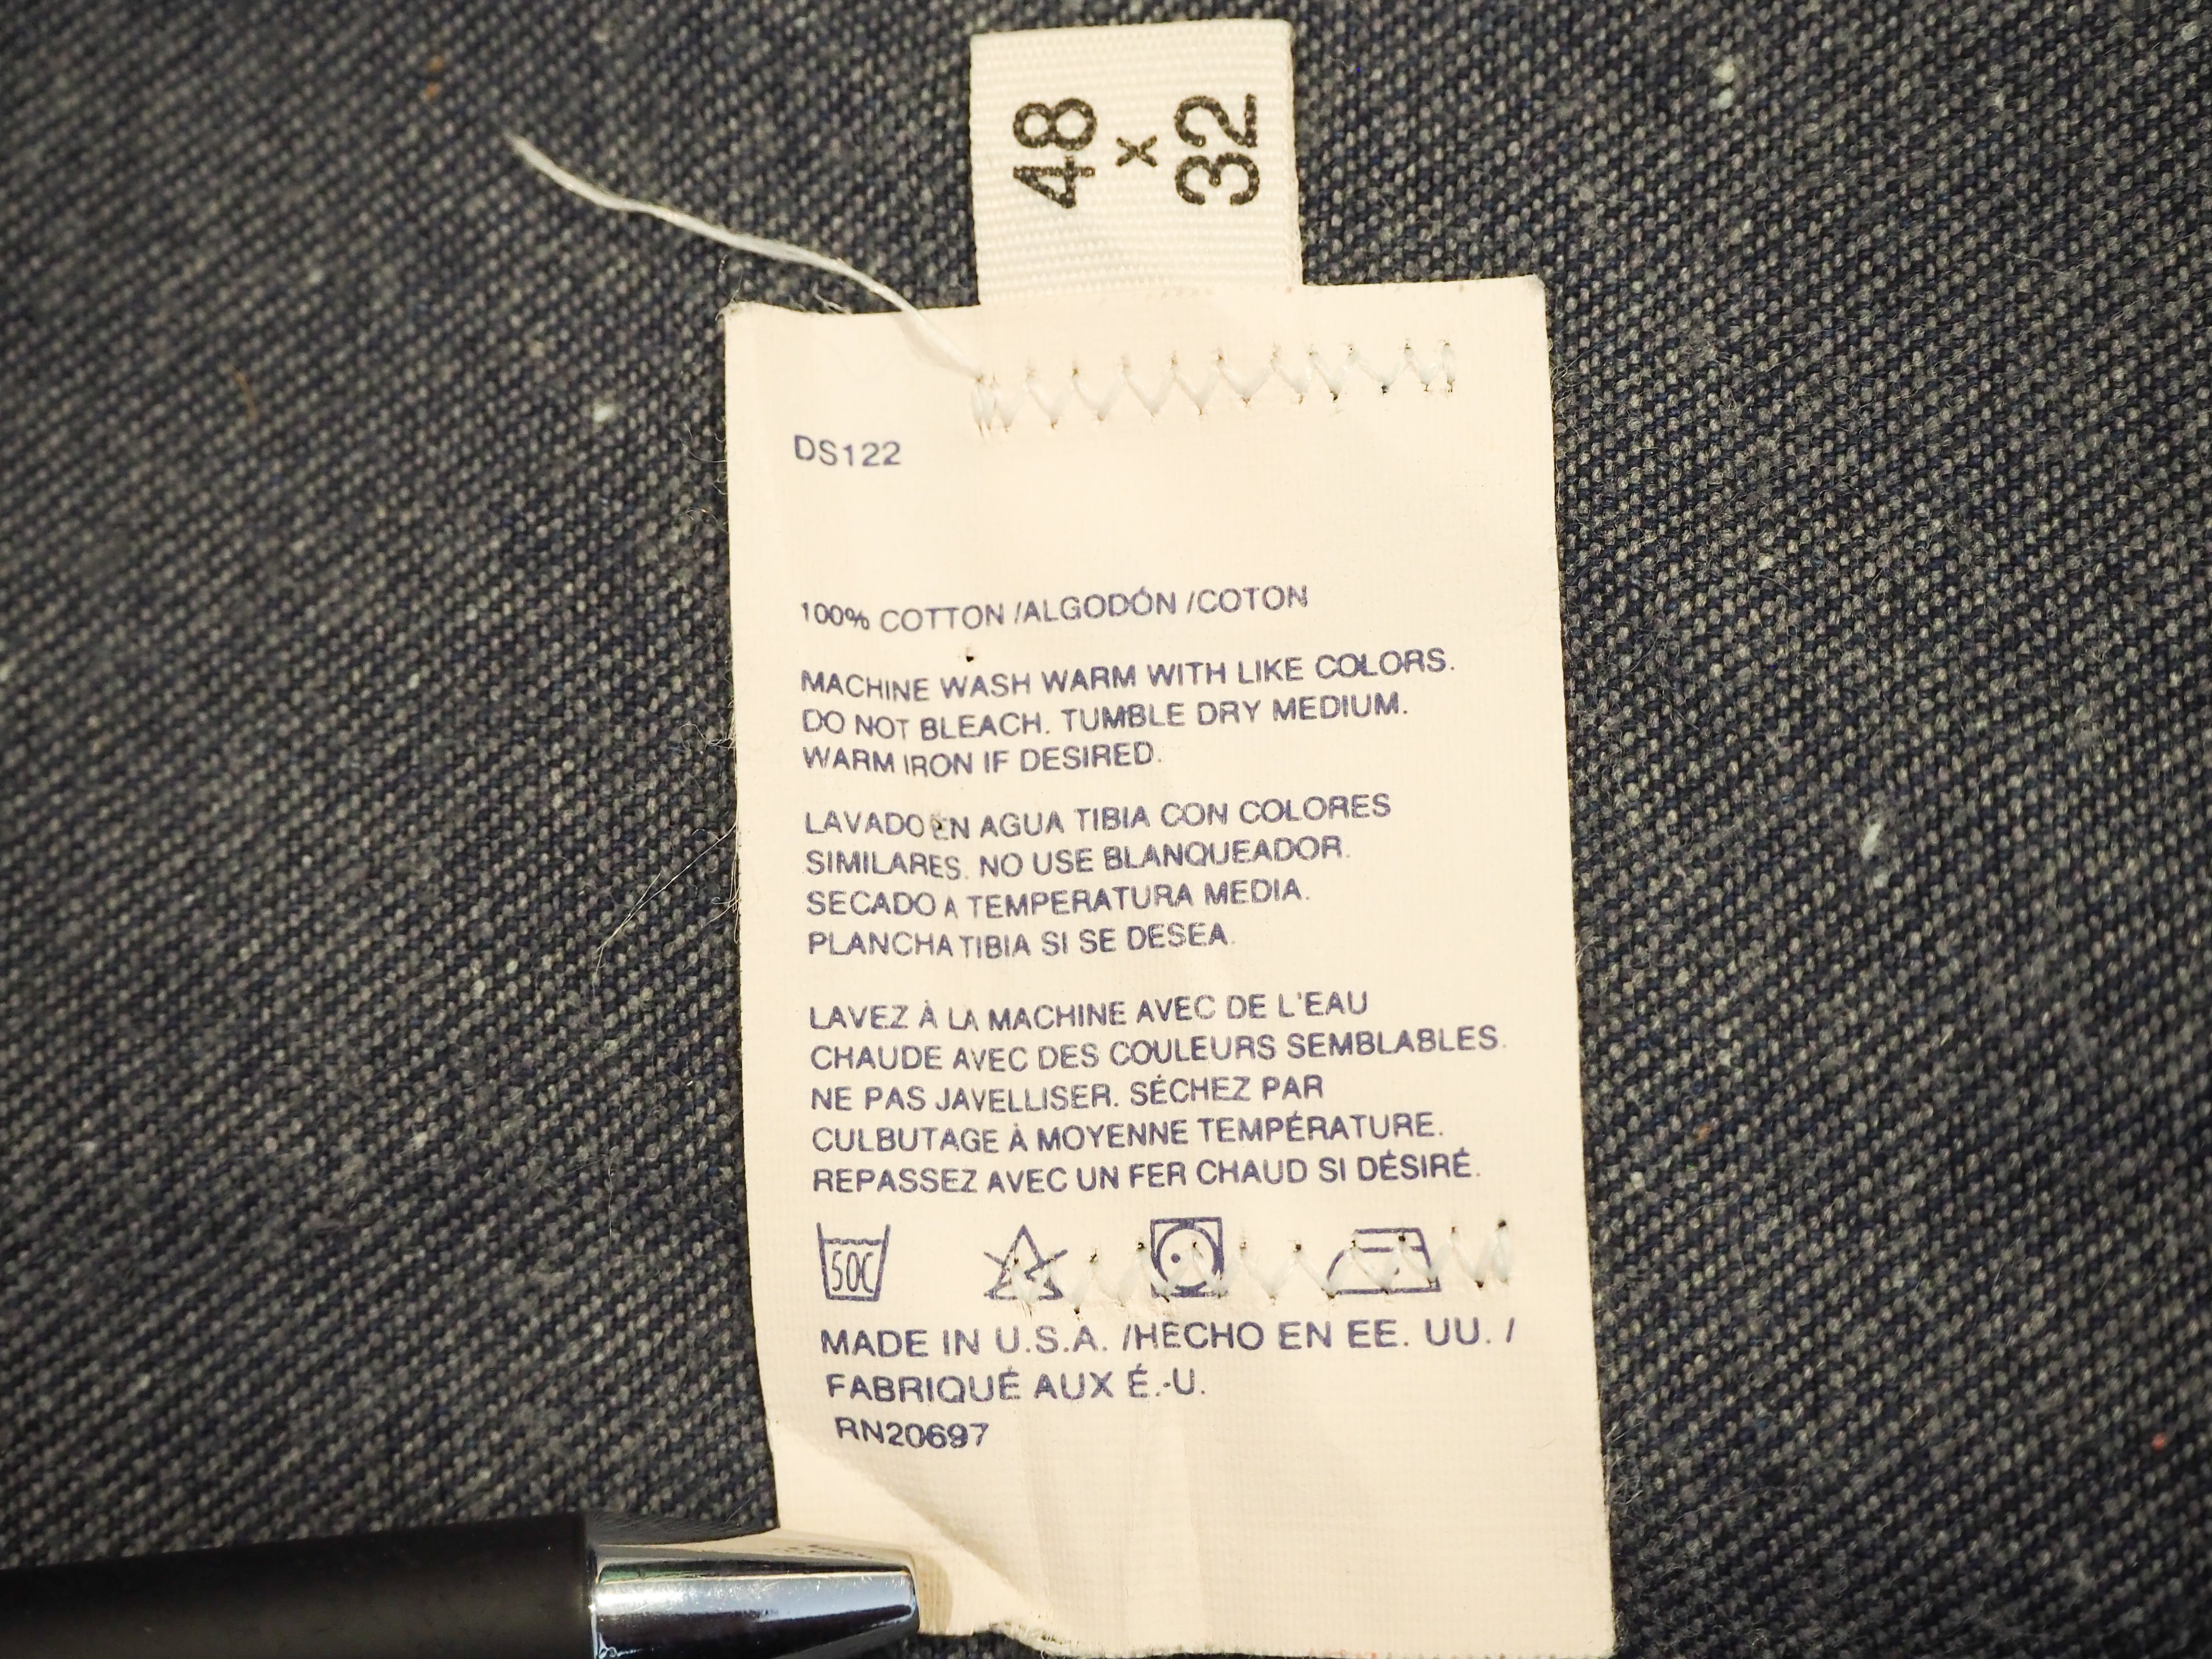 48
x
32
DS122
100% COTTON /ALGODÓN /COTON
MACHINE WASH WARM WITH LIKE COLORS.
DO NOT BLEACH. TUMBLE DRY MEDIUM.
WARM IRON IF DESIRED.
LAVADO EN AGUA TIBIA CON COLORES
SIMILARES. NO USE BLANQUEADOR.
SECADO A TEMPERATURA MEDIA.
PLANCHA TIBIA SI SE DESEA.
LAVEZ À LA MACHINE AVEC DE L'EAU
CHAUDE AVEC DES COULEURS SEMBLABLES.
NE PAS JAVELLISER. SÉCHEZ PAR
CULBUTAGE À MOYENNE TEMPÉRATURE.
REPASSEZ AVEC UN FER CHAUD SI DÉSIRÉ.
50C
MADE IN U.S.A. /HECHO EN EE. UU. /
FABRIQUÉ AUX É.-U.
RN20697